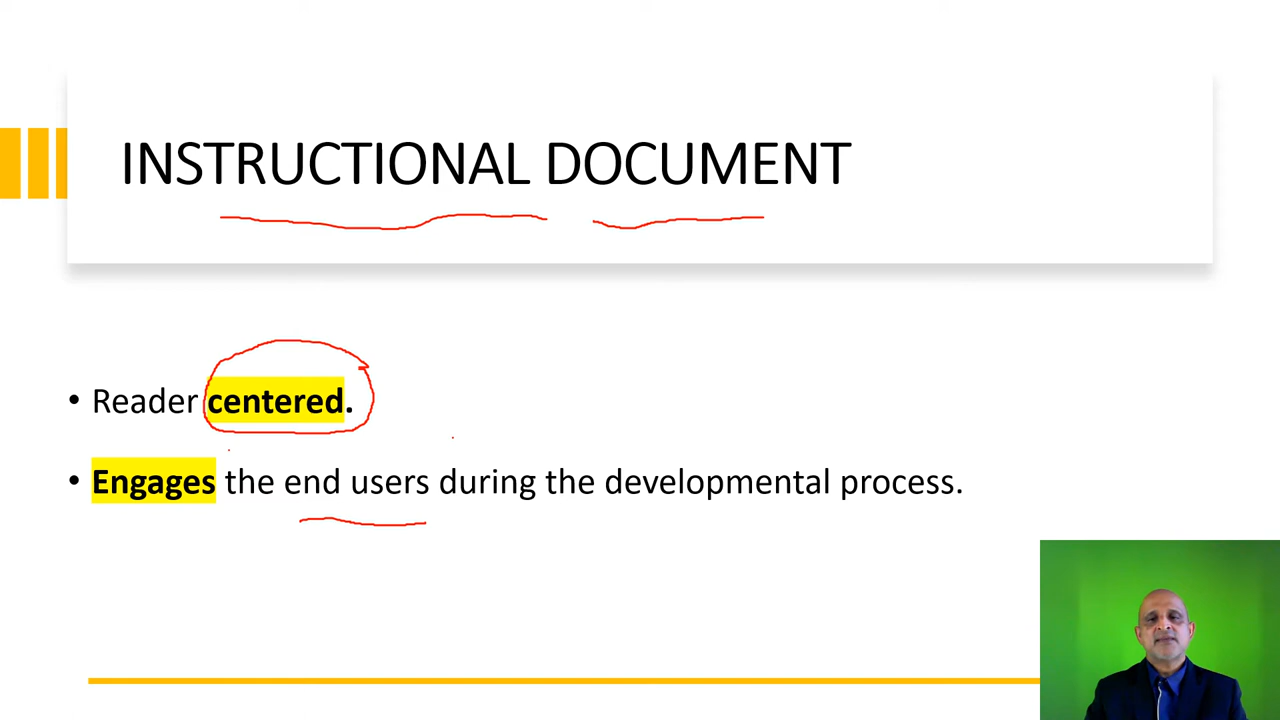 INSTRUCTIONAL DOCUMENT
• Reader centered.
• Engages the end users during the developmental process.